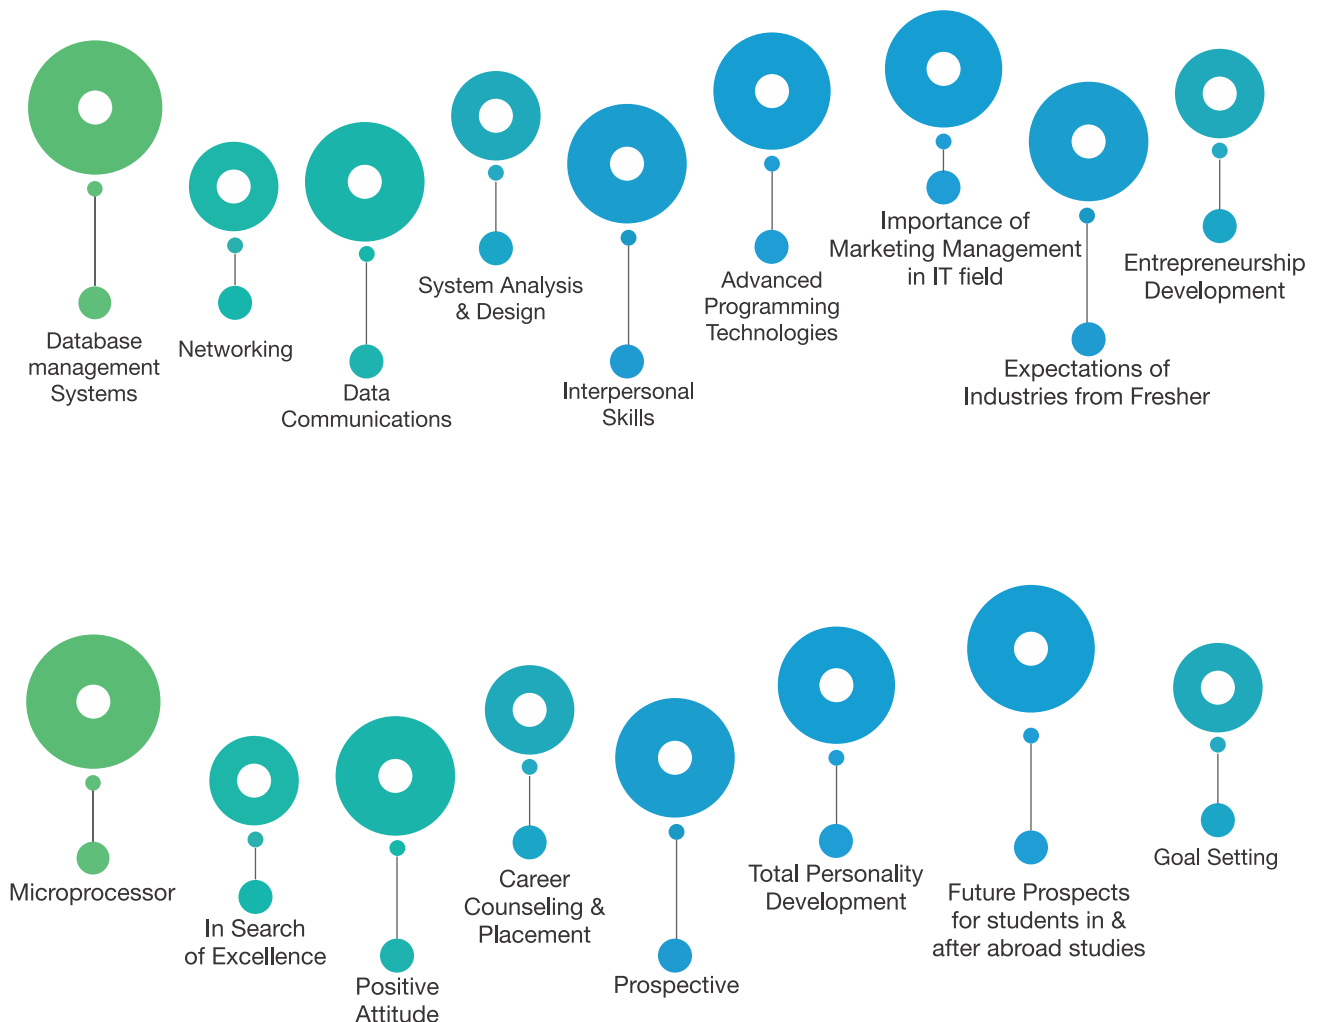 Database
management
Systems
Networking
Data
Communications
System Analysis
& Design
Interpersonal
Skills
Advanced
Programming
Technologies
Importance of
Marketing Management
in IT field
Expectations of
Industries from Fresher
Entrepreneurship
Development
Microprocessor
In Search
of Excellence
Positive
Attitude
Career
Counseling &
Placement
Prospective
Total Personality
Development
Future Prospects
for students in &
after abroad studies
Goal Setting